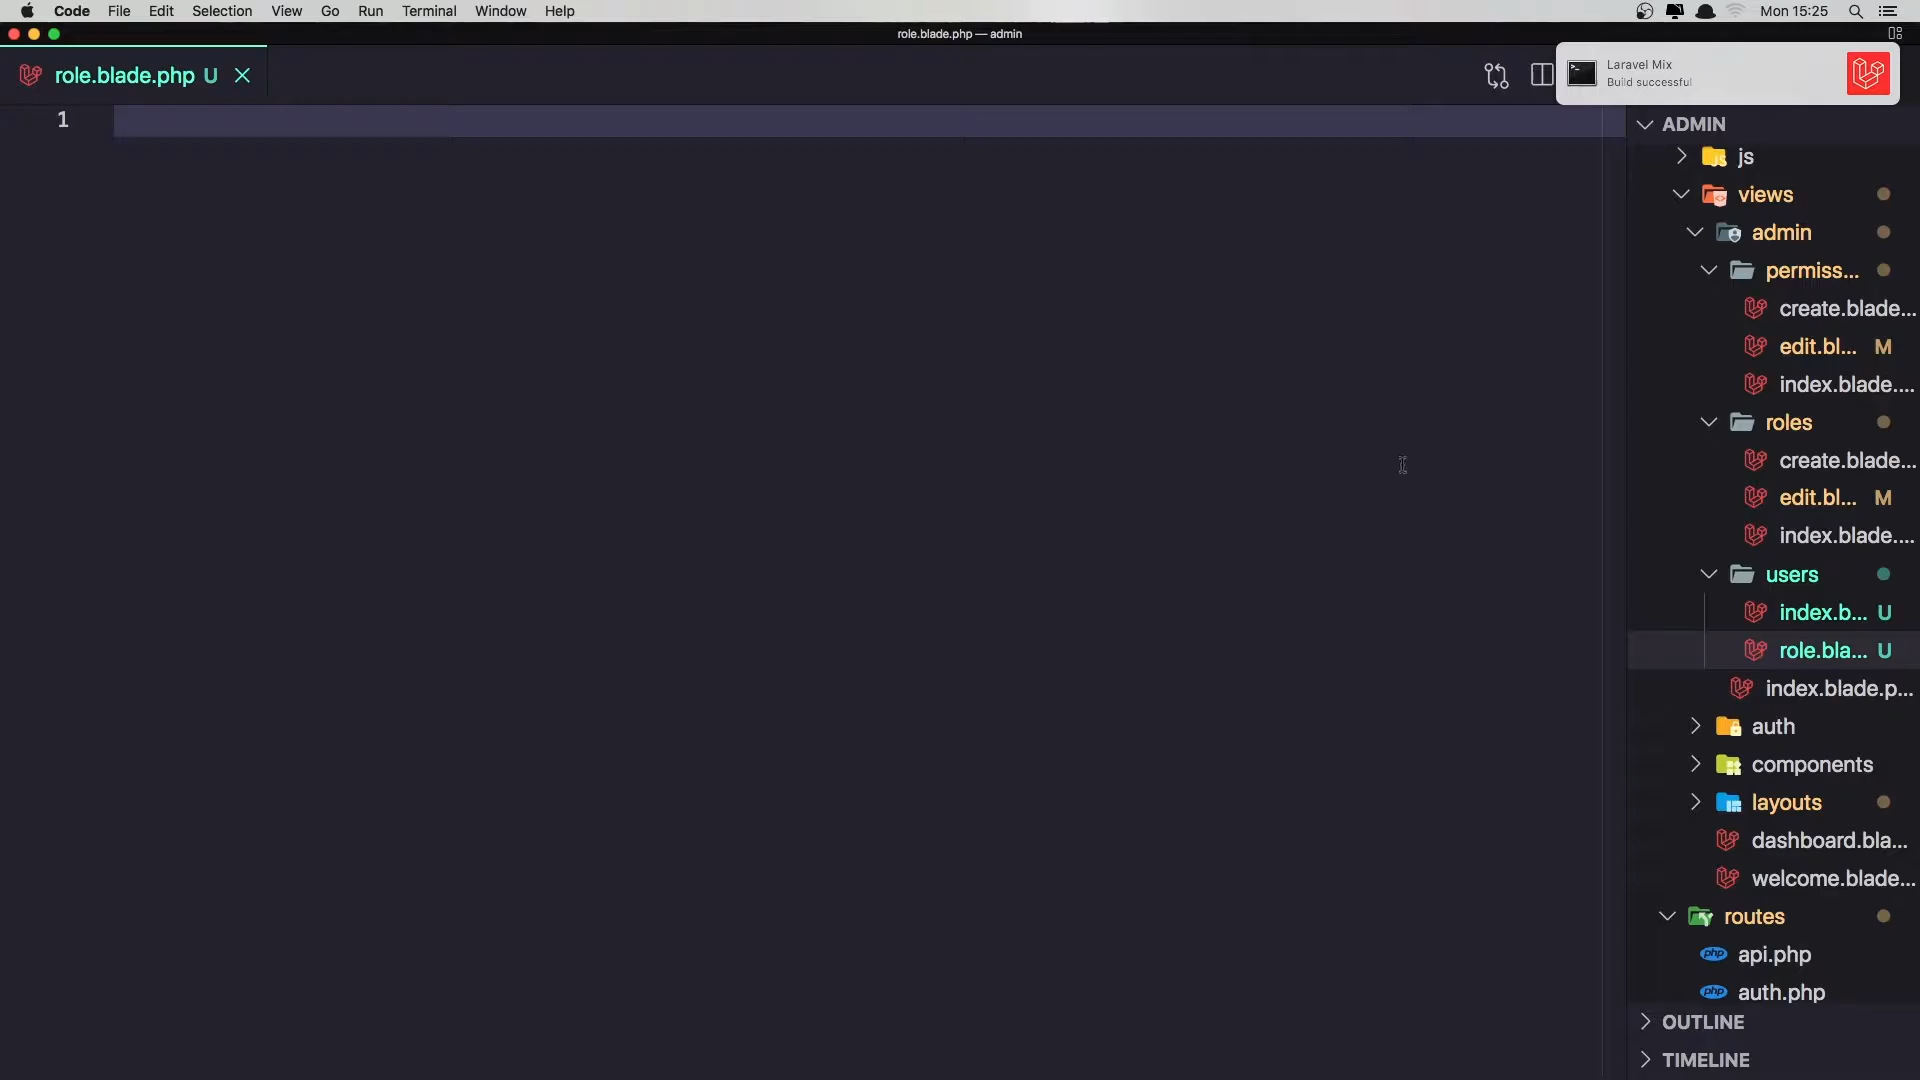 Code File Edit Selection View Go Run Terminal Window Help Mon 15:25
role.blade.php — admin
role.blade.php U
Laravel Mix
Build successful
1
ADMIN
js
views
admin
permiss...
create.blade...
edit.bl... M
index.blade....
roles
create.blade...
edit.bl... M
index.blade....
users
index.b... U
role.bla... U
index.blade.p...
auth
components
layouts
dashboard.bla...
welcome.blade...
routes
php api.php
php auth.php
OUTLINE
TIMELINE